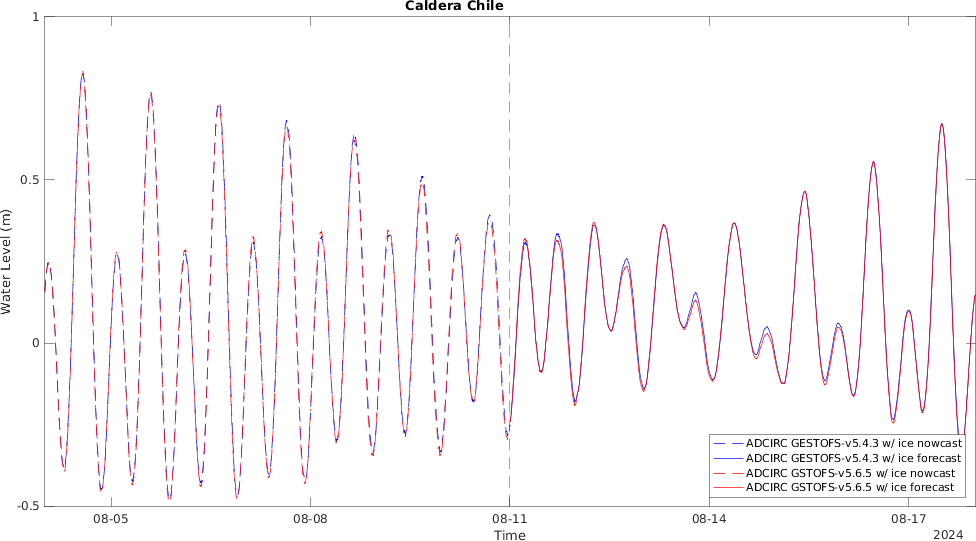 Caldera Chile
1
0.5
0
-0.5
Water Level (m)
ADCIRC GESTOFS-v5.4.3 w/ ice nowcast
ADCIRC GESTOFS-v5.4.3 w/ ice forecast
ADCIRC GSTOFS-v5.6.5 w/ ice nowcast
ADCIRC GSTOFS-v5.6.5 w/ ice forecast
08-05 08-08 08-11 08-14 08-17
Time
2024